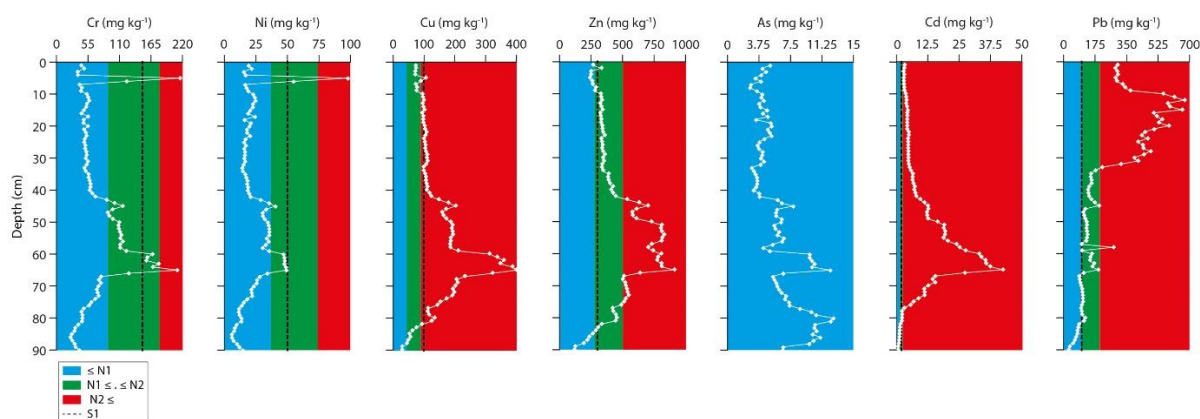 Cr (mg kg⁻¹) Ni (mg kg⁻¹) Cu (mg kg⁻¹) Zn (mg kg⁻¹) As (mg kg⁻¹) Cd (mg kg⁻¹) Pb (mg kg⁻¹)
0 55 110 165 220 0 25 50 75 100 0 100 200 300 400 0 250 500 750 1000 0 3.75 7.5 11.25 15 0 12.5 25 37.5 50 0 175 350 525 700
0
10
20
30
40
50
60
70
80
90
Depth (cm)
≤ N1
N1 ≤ . ≤ N2
N2 ≤
S1